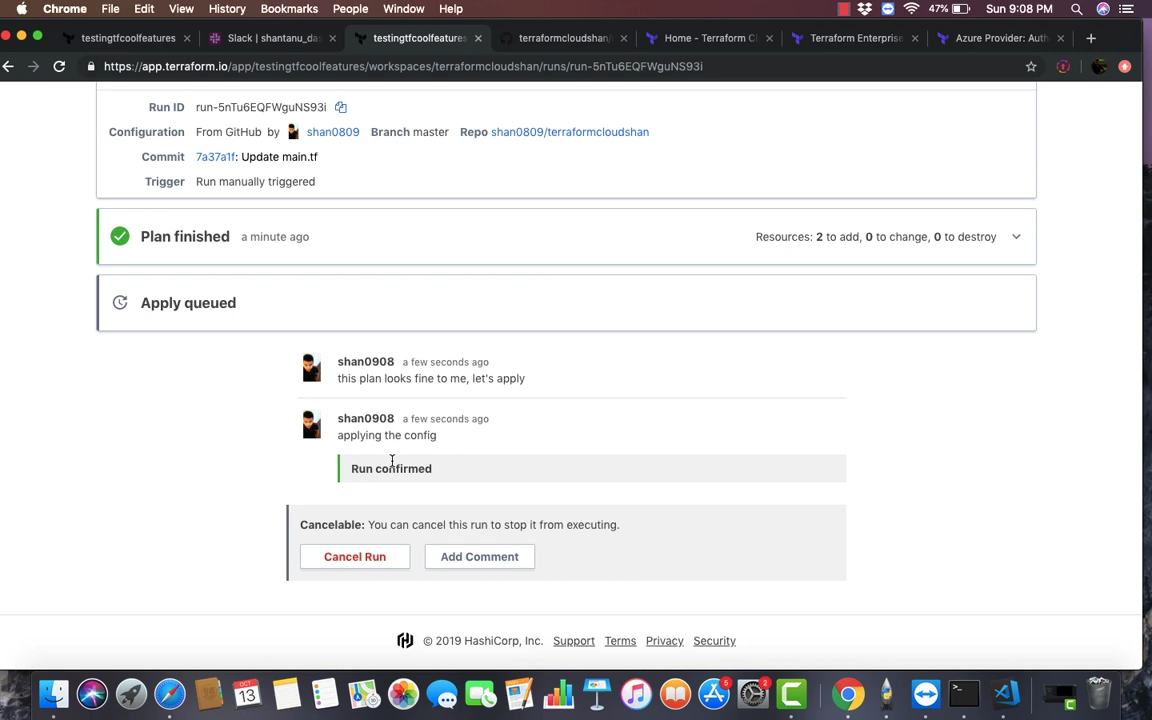 Chrome File Edit View History Bookmarks People Window Help 47% Sun 9:08 PM
testingtfcoolfeatures Slack | shantanu_da testingtfcoolfeatures terraformcloudshan/ Home - Terraform C Terraform Enterprise Azure Provider: Auth
https://app.terraform.io/app/testingtfcoolfeatures/workspaces/terraformcloudshan/runs/run-5nTu6EQFWguNS93i
Run ID run-5nTu6EQFWguNS93i
Configuration From GitHub by shan0809 Branch master Repo shan0809/terraformcloudshan
Commit 7a37a1f: Update main.tf
Trigger Run manually triggered
Plan finished a minute ago Resources: 2 to add, 0 to change, 0 to destroy
Apply queued
shan0908 a few seconds ago
this plan looks fine to me, let's apply
shan0908 a few seconds ago
applying the config
Run confirmed
Cancelable: You can cancel this run to stop it from executing.
Cancel Run Add Comment
© 2019 HashiCorp, Inc. Support Terms Privacy Security
OCT
13
5
2